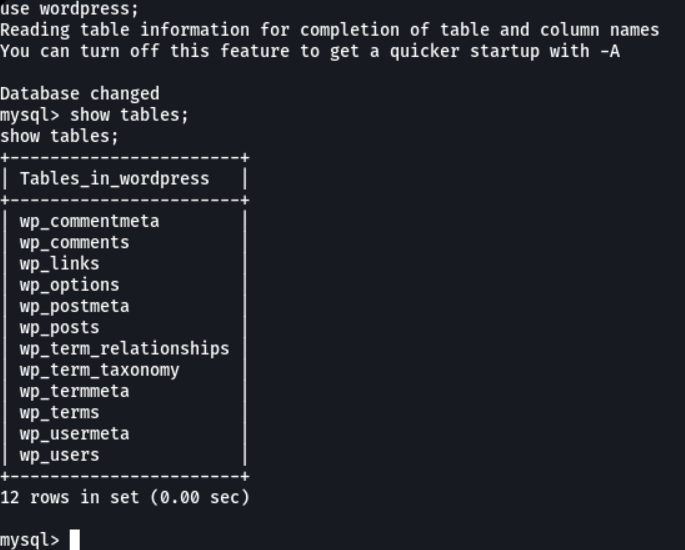 use wordpress;
Reading table information for completion of table and column names
You can turn off this feature to get a quicker startup with -A

Database changed
mysql> show tables;
show tables;
+-----------------------+
| Tables_in_wordpress   |
+-----------------------+
| wp_commentmeta        |
| wp_comments           |
| wp_links              |
| wp_options            |
| wp_postmeta           |
| wp_posts              |
| wp_term_relationships |
| wp_term_taxonomy      |
| wp_termmeta           |
| wp_terms              |
| wp_usermeta           |
| wp_users              |
+-----------------------+
12 rows in set (0.00 sec)

mysql>